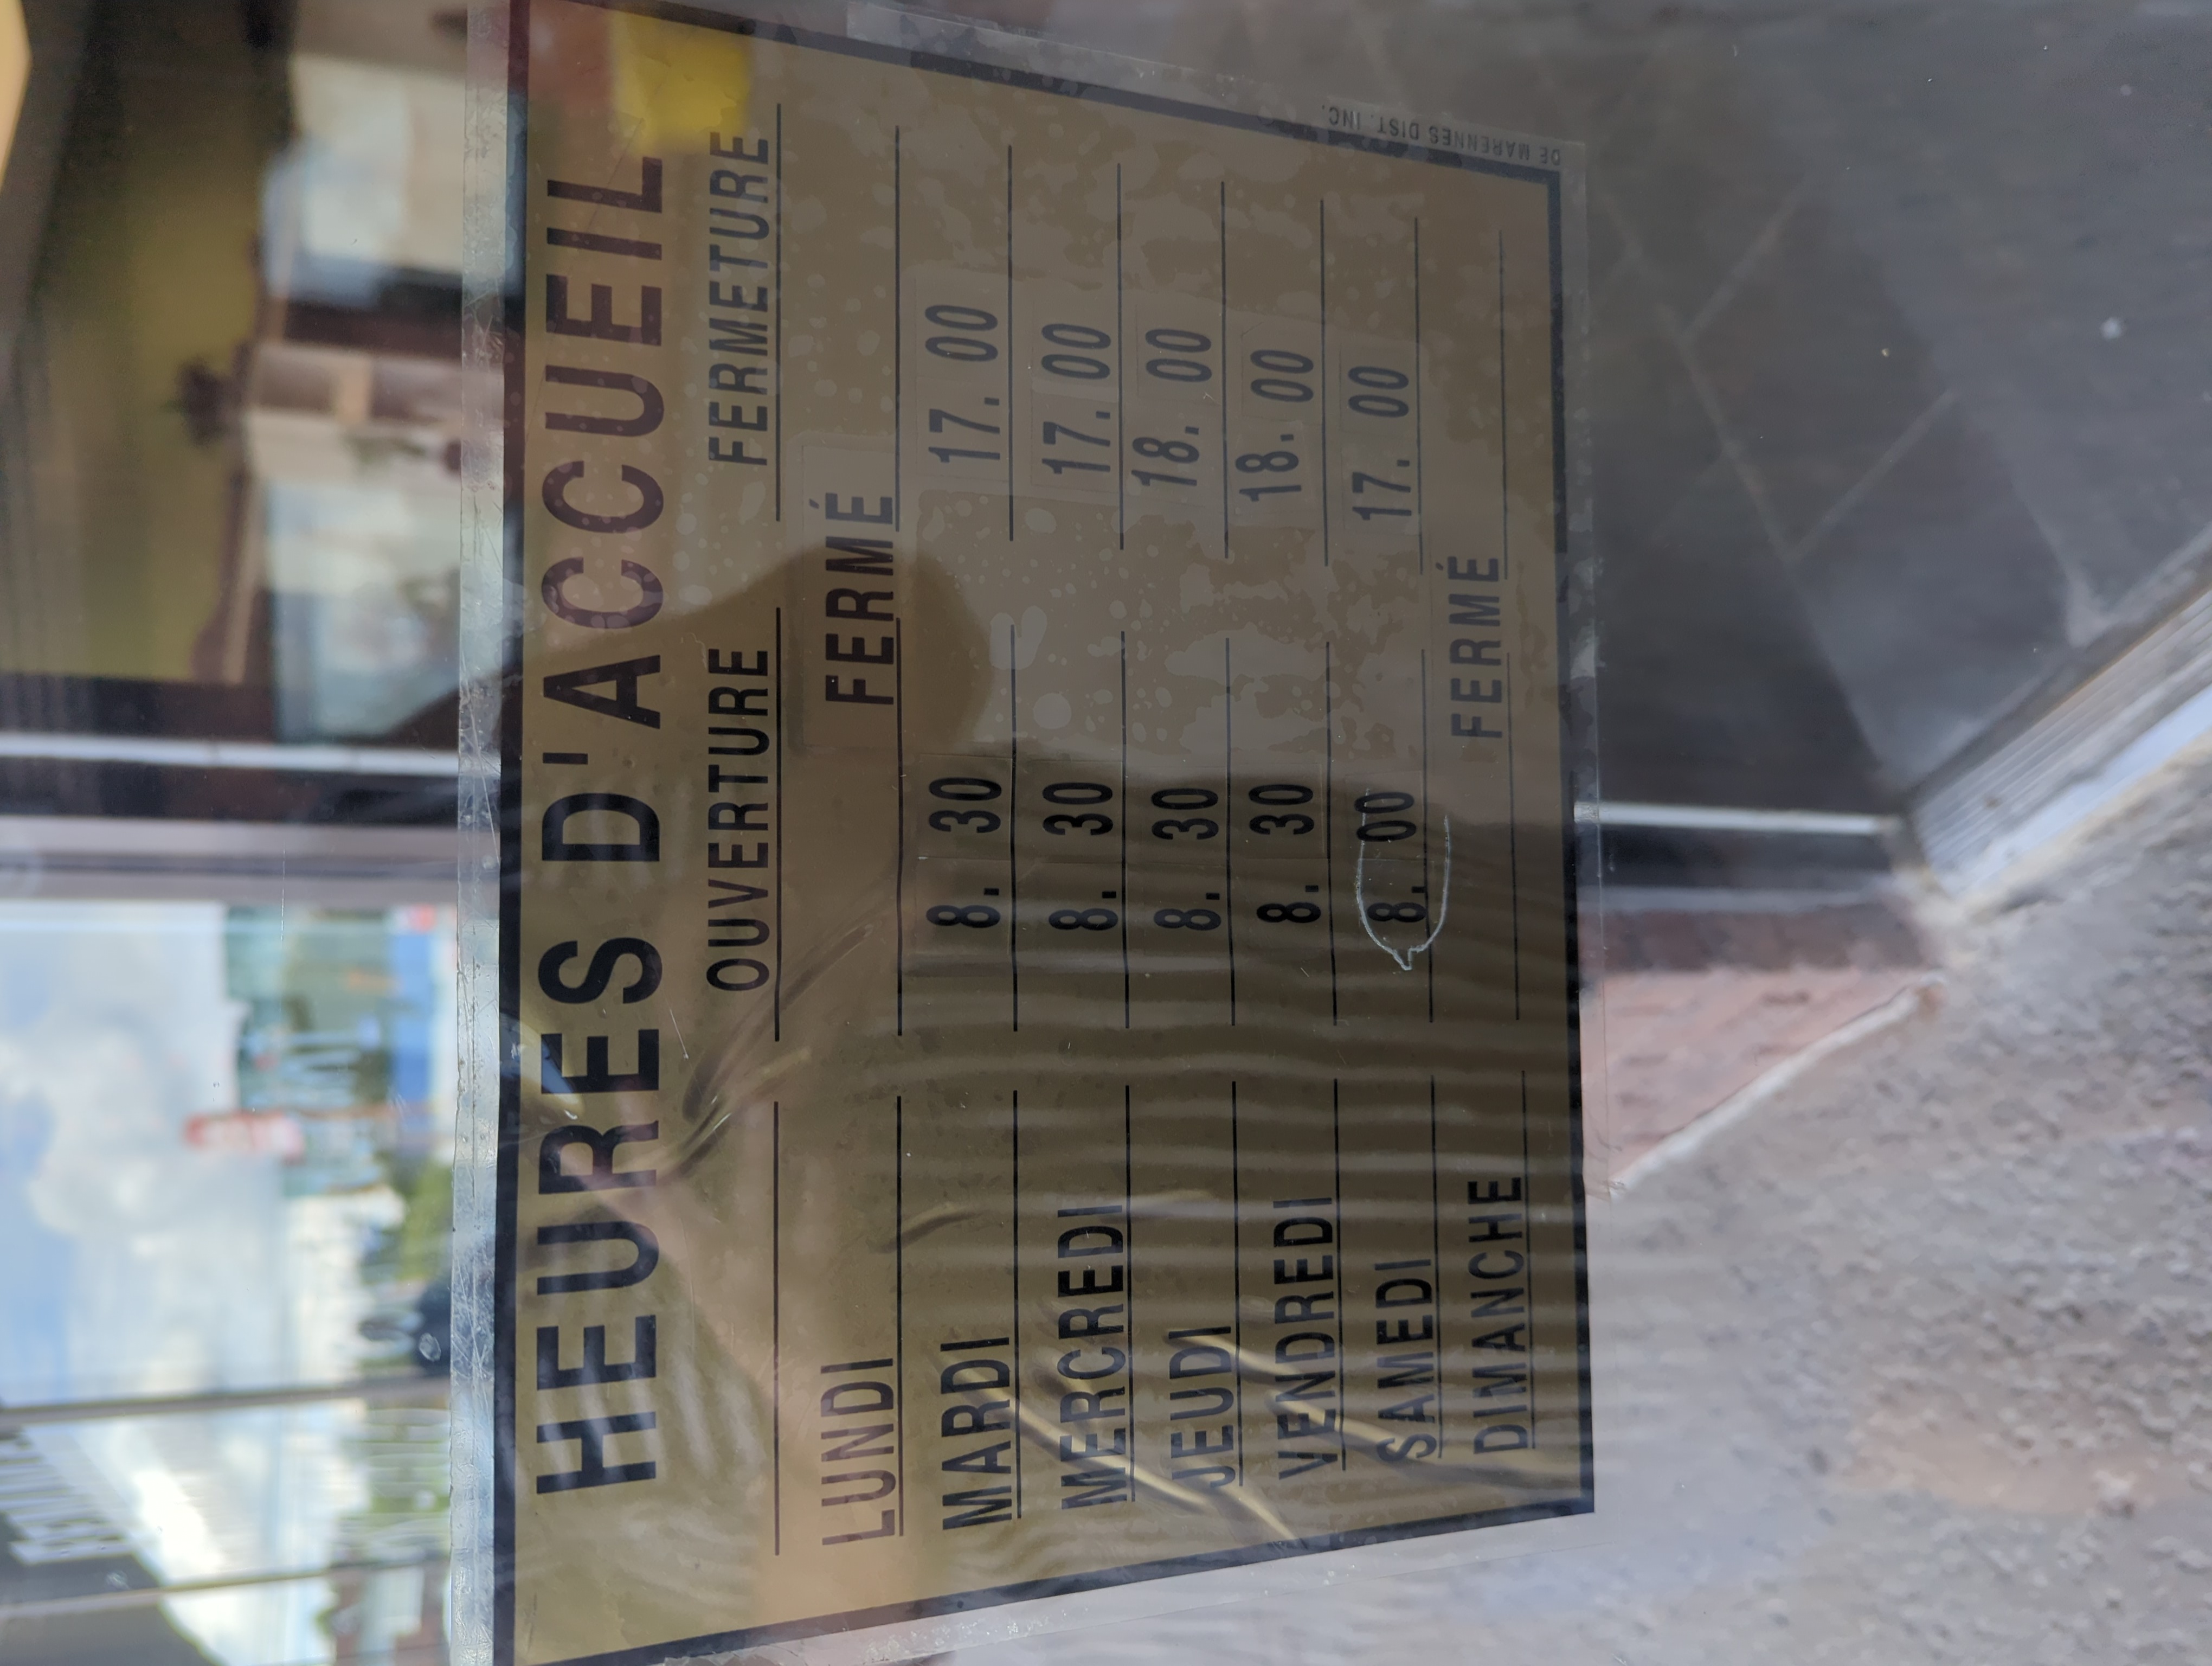 HEURES D'ACCUEIL
OUVERTURE FERMETURE
LUNDI FERMÉ
MARDI 8. 30 17. 00
MERCREDI 8. 30 17. 00
JEUDI 8. 30 18. 00
VENDREDI 8. 30 18. 00
SAMEDI 8. 00 17. 00
DIMANCHE FERMÉ
DE MARENNES DIST. INC.